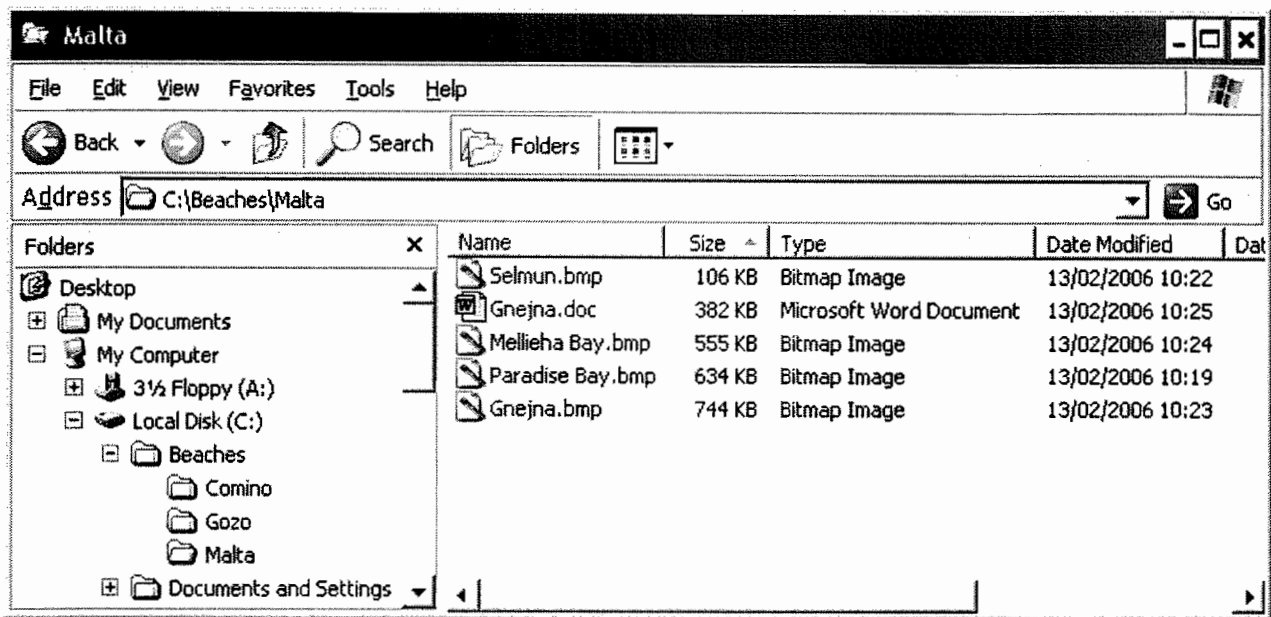 Malta
File Edit View Favorites Tools Help
Back Search Folders
Address C:\Beaches\Malta Go
Folders
Desktop
My Documents
My Computer
3½ Floppy (A:)
Local Disk (C:)
Beaches
Comino
Gozo
Malta
Documents and Settings
Name Size Type Date Modified Dat
Selmun.bmp 106 KB Bitmap Image 13/02/2006 10:22
Gnejna.doc 382 KB Microsoft Word Document 13/02/2006 10:25
Mellieha Bay.bmp 555 KB Bitmap Image 13/02/2006 10:24
Paradise Bay.bmp 634 KB Bitmap Image 13/02/2006 10:19
Gnejna.bmp 744 KB Bitmap Image 13/02/2006 10:23